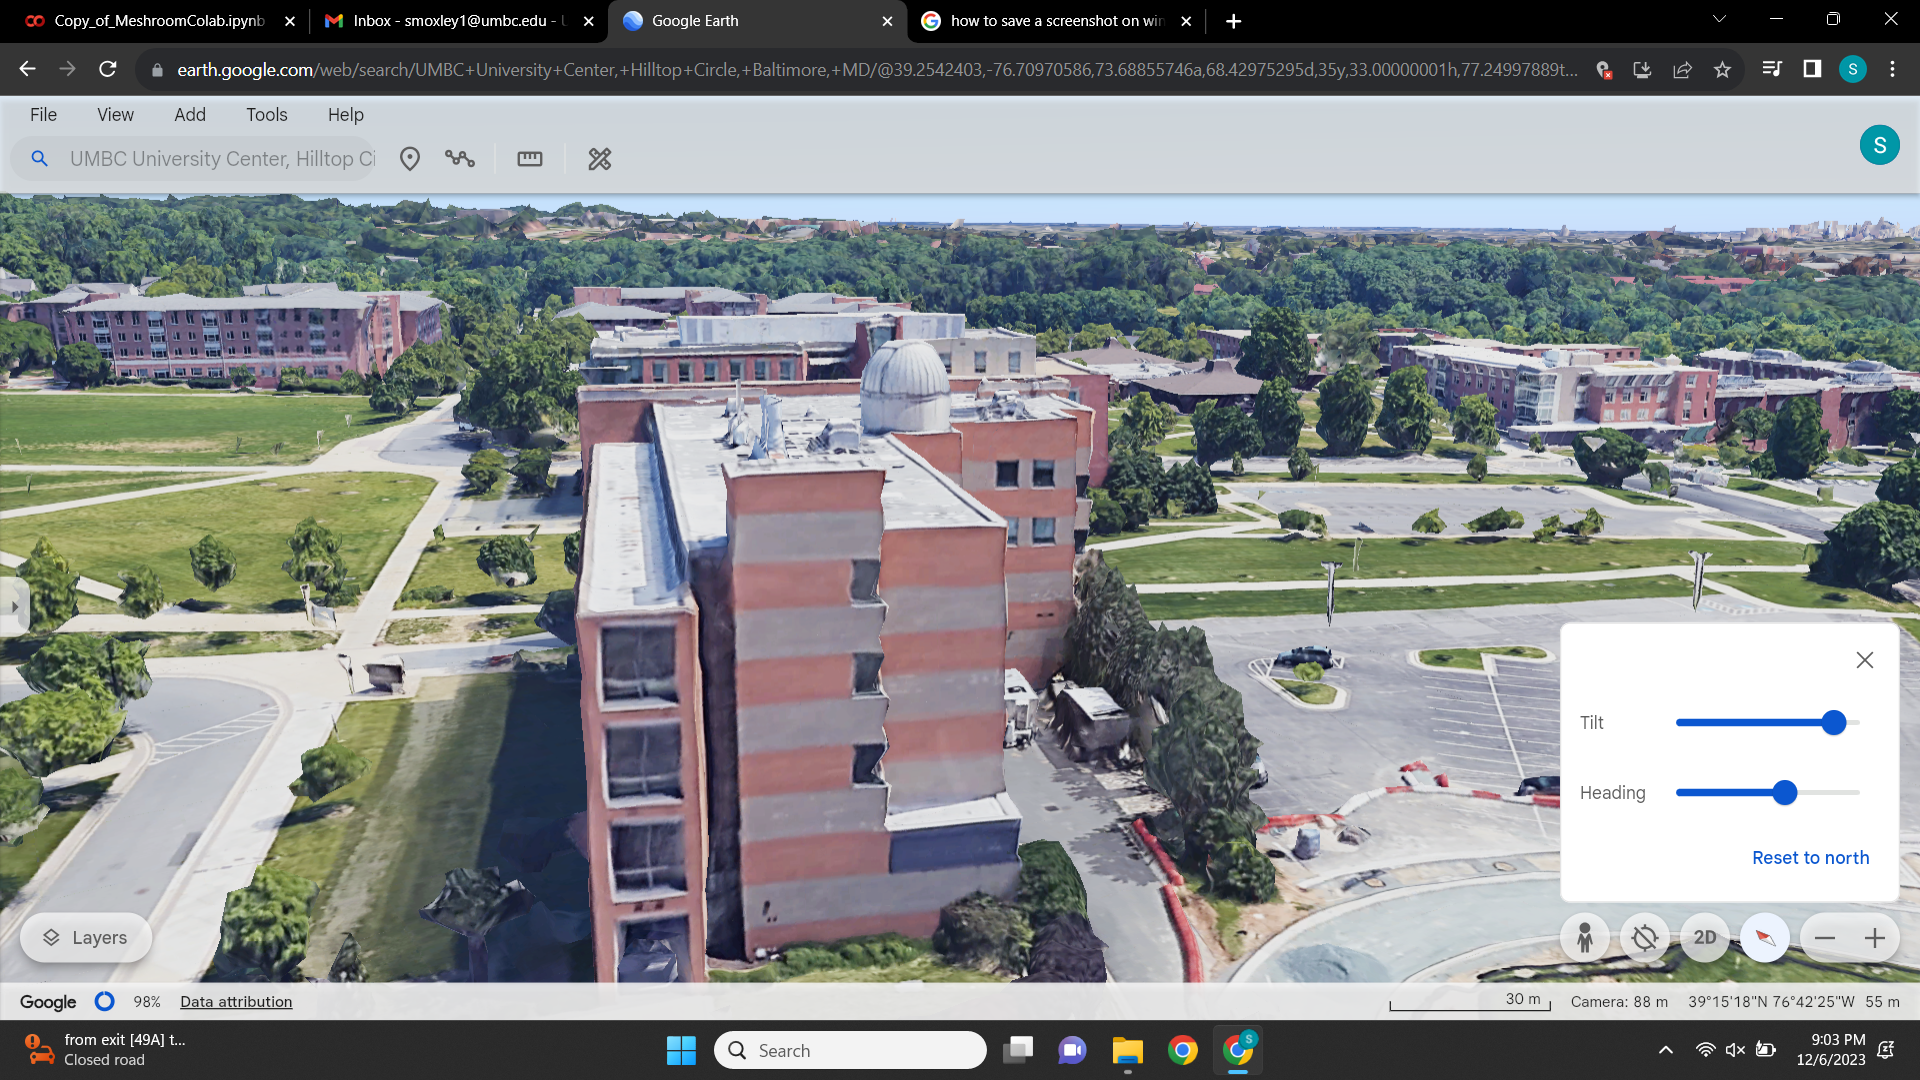 Copy_of_MeshroomColab.ipynb
Inbox - smoxley1@umbc.edu - U
Google Earth
how to save a screenshot on win
earth.google.com/web/search/UMBC+University+Center,+Hilltop+Circle,+Baltimore,+MD/@39.2542403,-76.70970586,73.68855746a,68.42975295d,35y,33.00000001h,77.24997889t...
S
File View Add Tools Help
UMBC University Center, Hilltop Ci
S
Tilt
Heading
Reset to north
Layers
2D
Google 98% Data attribution
30 m
Camera: 88 m 39°15'18"N 76°42'25"W 55 m
from exit [49A] t...
Closed road
Search
S
9:03 PM
12/6/2023